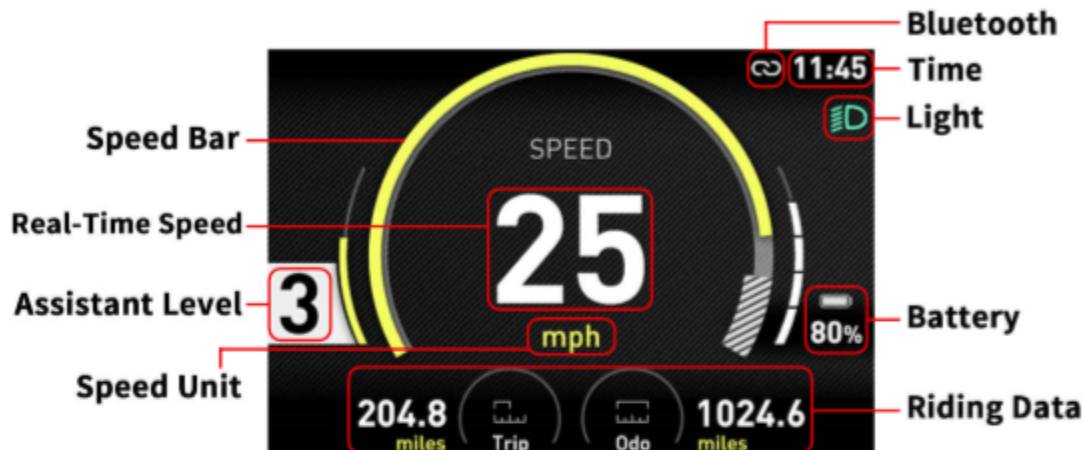 Bluetooth
11:45
Time
Light
Speed Bar
SPEED
Real-Time Speed
25
Assistant Level
3
mph
80%
Battery
Speed Unit
204.8
miles
Trip
Odo
1024.6
miles
Riding Data